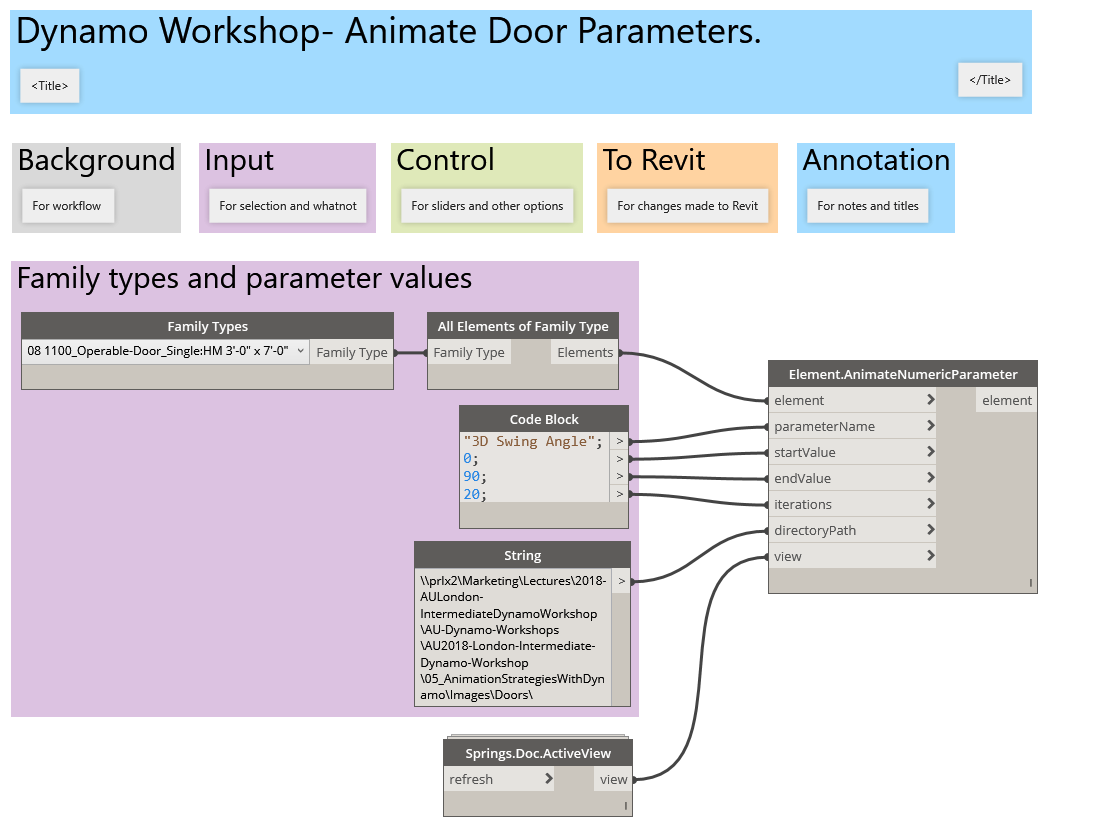 Dynamo Workshop- Animate Door Parameters.
<Title>
</Title>
Background
For workflow
Input
For selection and whatnot
Control
For sliders and other options
To Revit
For changes made to Revit
Annotation
For notes and titles
Family types and parameter values
Family Types
08 1100_Operable-Door_Single:HM 3'-0" x 7'-0"
Family Type
All Elements of Family Type
Family Type
Elements
Code Block
"3D Swing Angle"; >
0; >
90; >
20; >
String
\\prlx2\Marketing\Lectures\2018- >
AULondon-
IntermediateDynamoWorkshop
\AU-Dynamo-Workshops
\AU2018-London-Intermediate-
Dynamo-Workshop
\05_AnimationStrategiesWithDyn
amo\Images\Doors\
Element.AnimateNumericParameter
element
element
parameterName
startValue
endValue
iterations
directoryPath
view
l
Springs.Doc.ActiveView
refresh
view
l